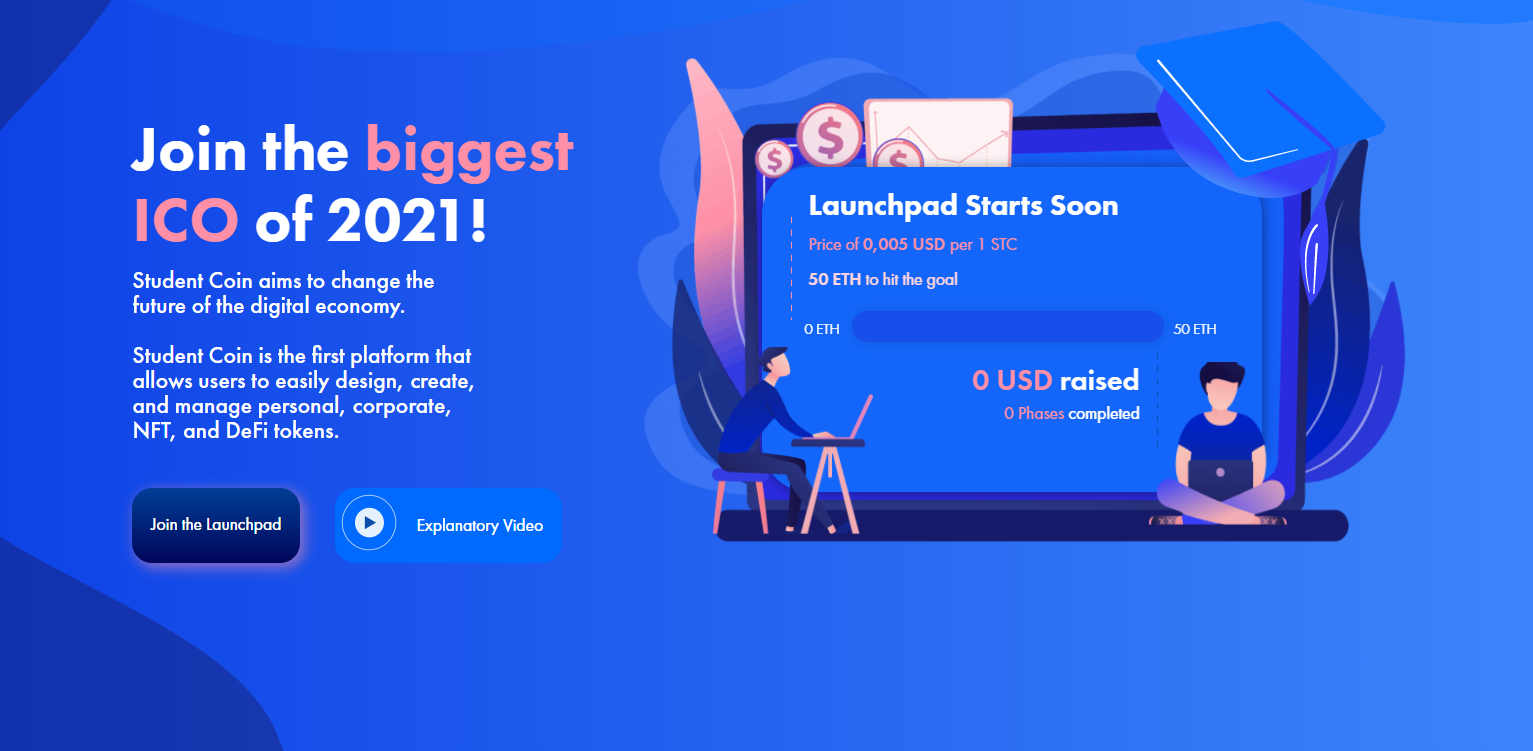 Join the biggest
ICO of 2021!
Student Coin aims to change the
future of the digital economy.
Student Coin is the first platform that
allows users to easily design, create,
and manage personal, corporate,
NFT, and DeFi tokens.
Join the Launchpad
Explanatory Video
$
$
$
Launchpad Starts Soon
Price of 0,005 USD per 1 STC
50 ETH to hit the goal
0 ETH
50 ETH
0 USD raised
0 Phases completed